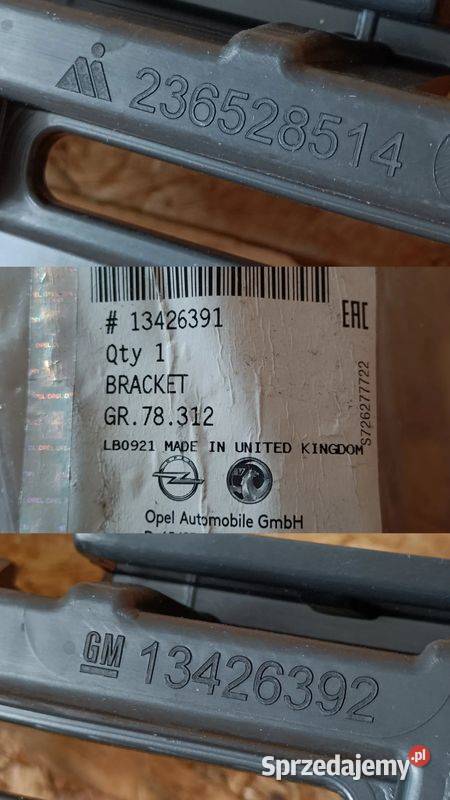 236528514
# 13426391
EAC
Qty 1
BRACKET
GR.78.312
LB0921 MADE IN UNITED KINGDOM
S726277722
Opel Automobile GmbH
GM 13426392
Sprzedajemy.pl